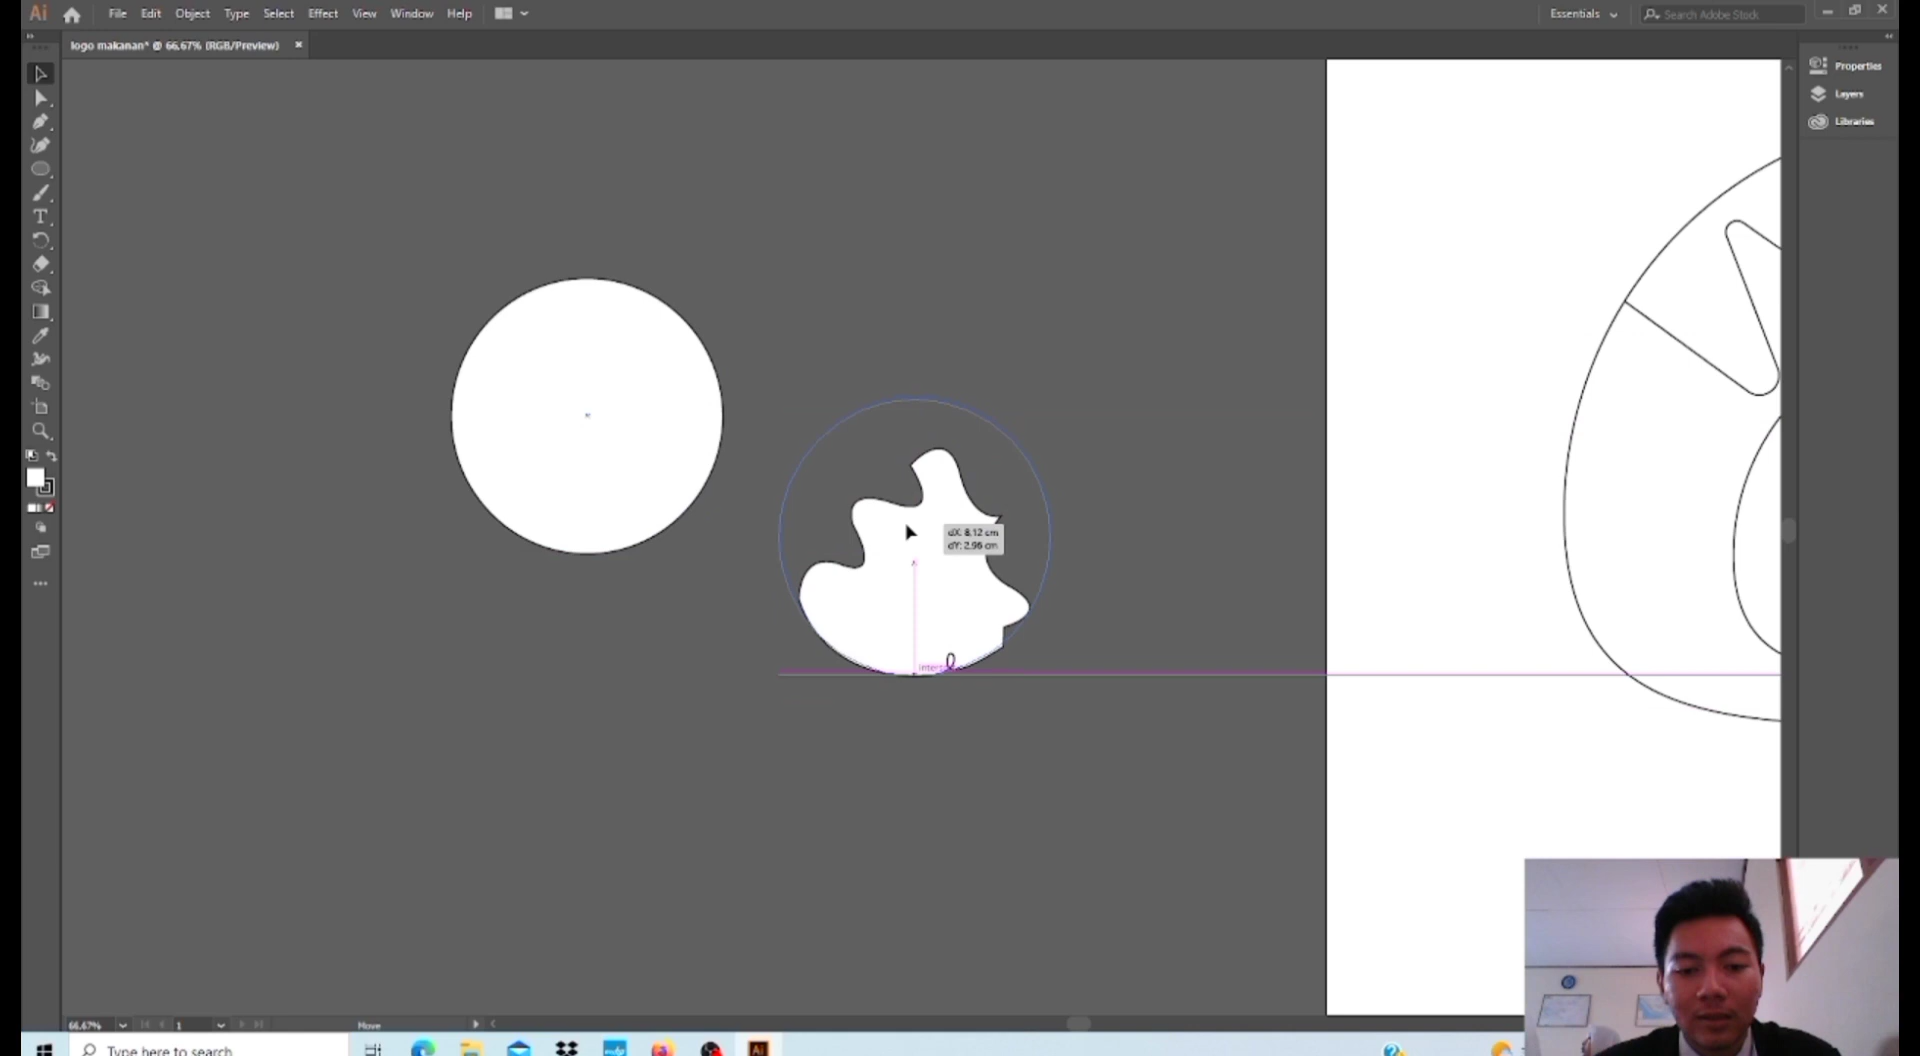 Ai File Edit Object Type Select Effect View Window Help Essentials Search Adobe Stock
logo makanan* @ 66,67% (RGB/Preview) ×
Properties
Layers
Libraries
T
dX: 8,12 cm
dY: 2,96 cm
66,67% 1 Move
Type here to search Ai